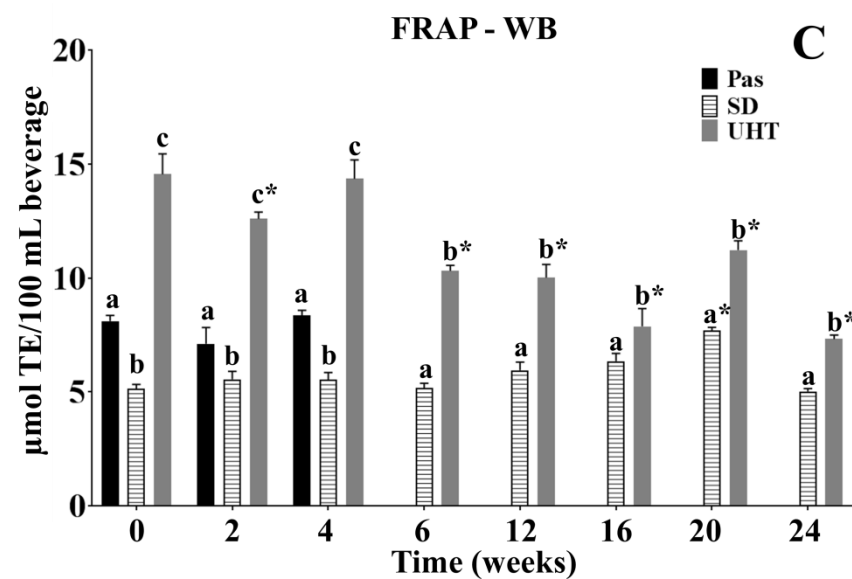 FRAP - WB
C
Pas
SD
UHT
µmol TE/100 mL beverage
20
15
10
5
0
a b c
a b c*
a b c
a b*
a b*
a b*
a* b*
a b*
0 2 4 6 12 16 20 24
Time (weeks)